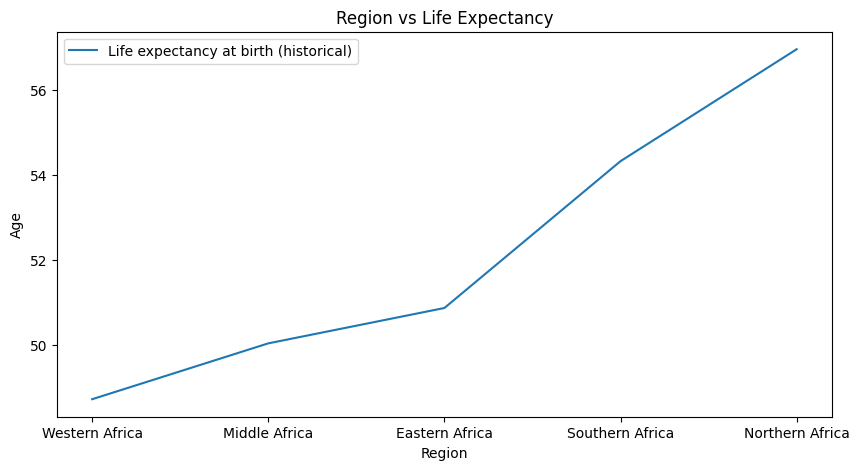 Region vs Life Expectancy
Life expectancy at birth (historical)
Age
56
54
52
50
Western Africa Middle Africa Eastern Africa Southern Africa Northern Africa
Region